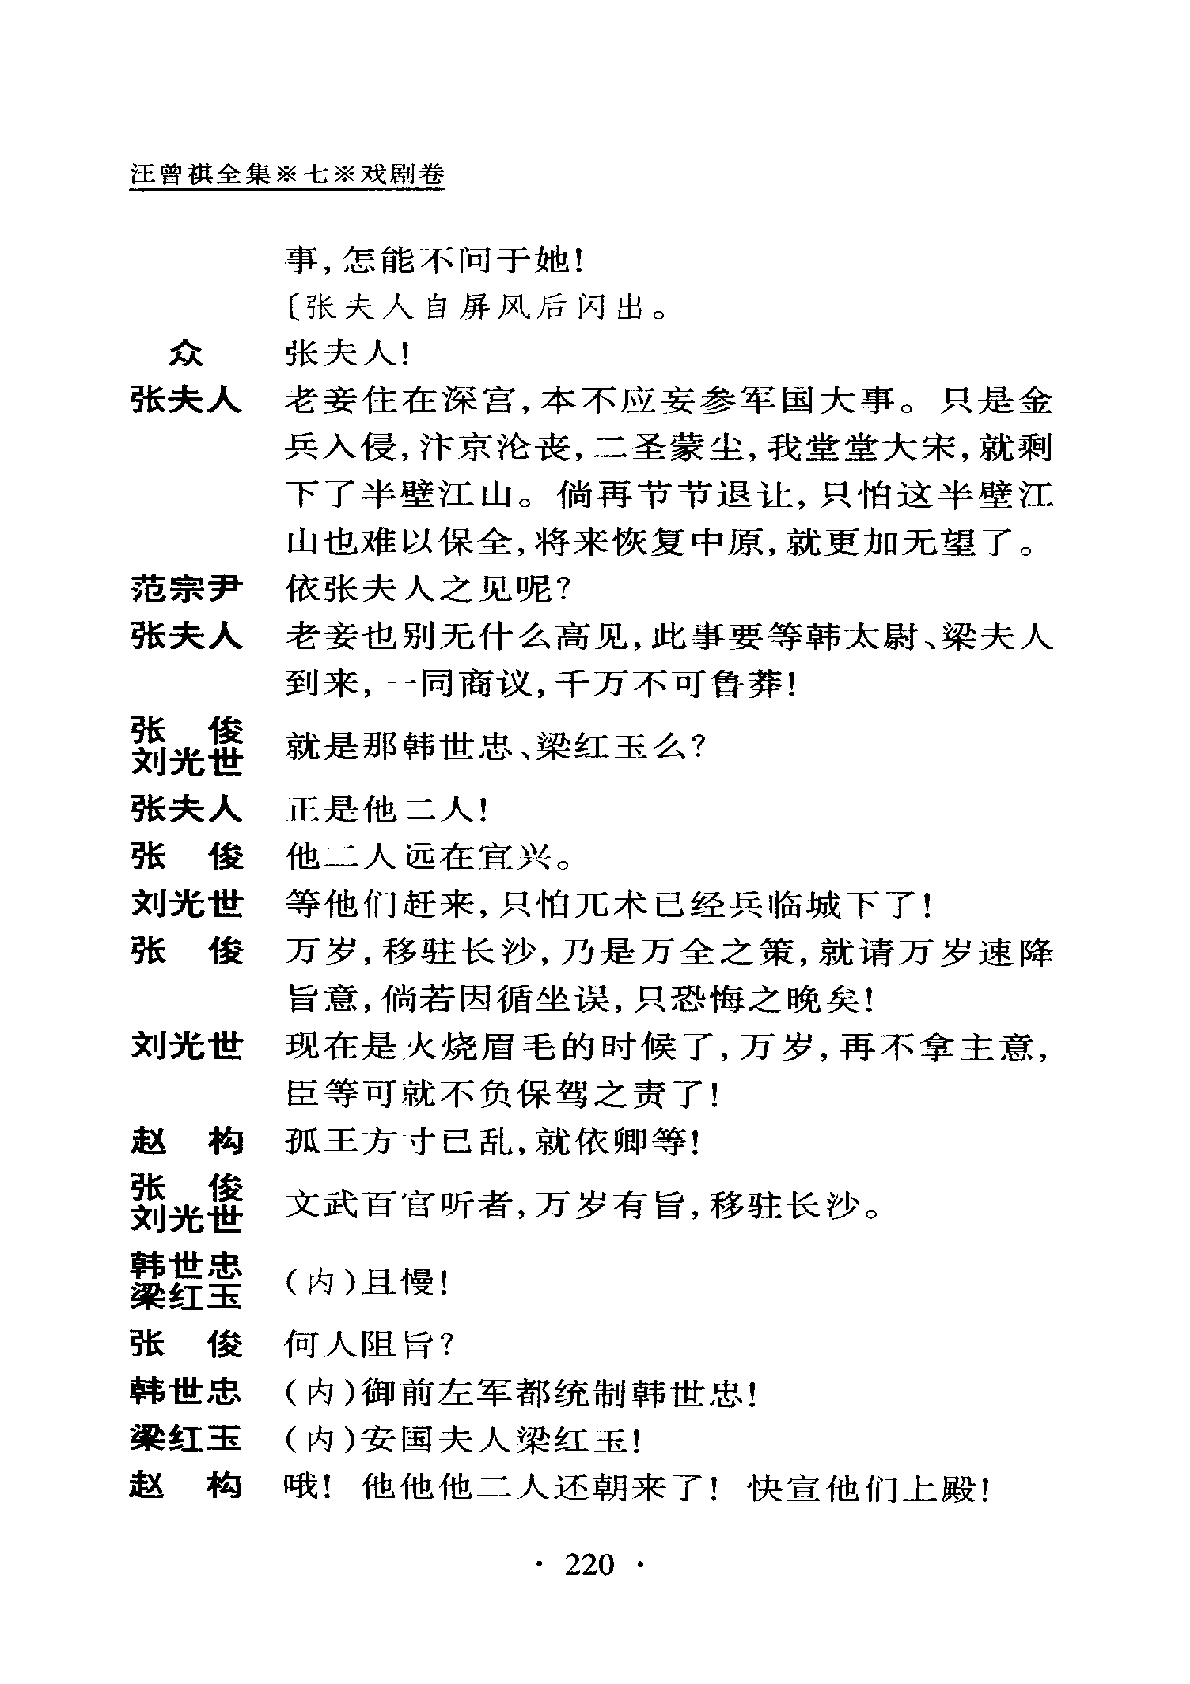 汪曾祺全集※七※戏剧卷
事,怎能不问于她!
〔张夫人自屏风后闪出。
众 张夫人!
张夫人 老妾住在深宫,本不应妄参军国大事。只是金
兵入侵,汴京沦丧,二圣蒙尘,我堂堂大宋,就剩
下了半壁江山。倘再节节退让,只怕这半壁江
山也难以保全,将来恢复中原,就更加无望了。
范宗尹 依张夫人之见呢?
张夫人 老妾也别无什么高见,此事要等韩太尉、梁夫人
到来,一同商议,千万不可鲁莽!
张 俊
刘光世 就是那韩世忠、梁红玉么?
张夫人 正是他二人!
张 俊 他二人远在宜兴。
刘光世 等他们赶来,只怕兀术已经兵临城下了!
张 俊 万岁,移驻长沙,乃是万全之策,就请万岁速降
旨意,倘若因循坐误,只恐悔之晚矣!
刘光世 现在是火烧眉毛的时候了,万岁,再不拿主意,
臣等可就不负保驾之责了!
赵 构 孤王方寸已乱,就依卿等!
张 俊
刘光世 文武百官听者,万岁有旨,移驻长沙。
韩世忠
梁红玉 (内)且慢!
张 俊 何人阻旨?
韩世忠 (内)御前左军都统制韩世忠!
梁红玉 (内)安国夫人梁红玉!
赵 构 哦! 他他他二人还朝来了! 快宣他们上殿!
· 220 ·